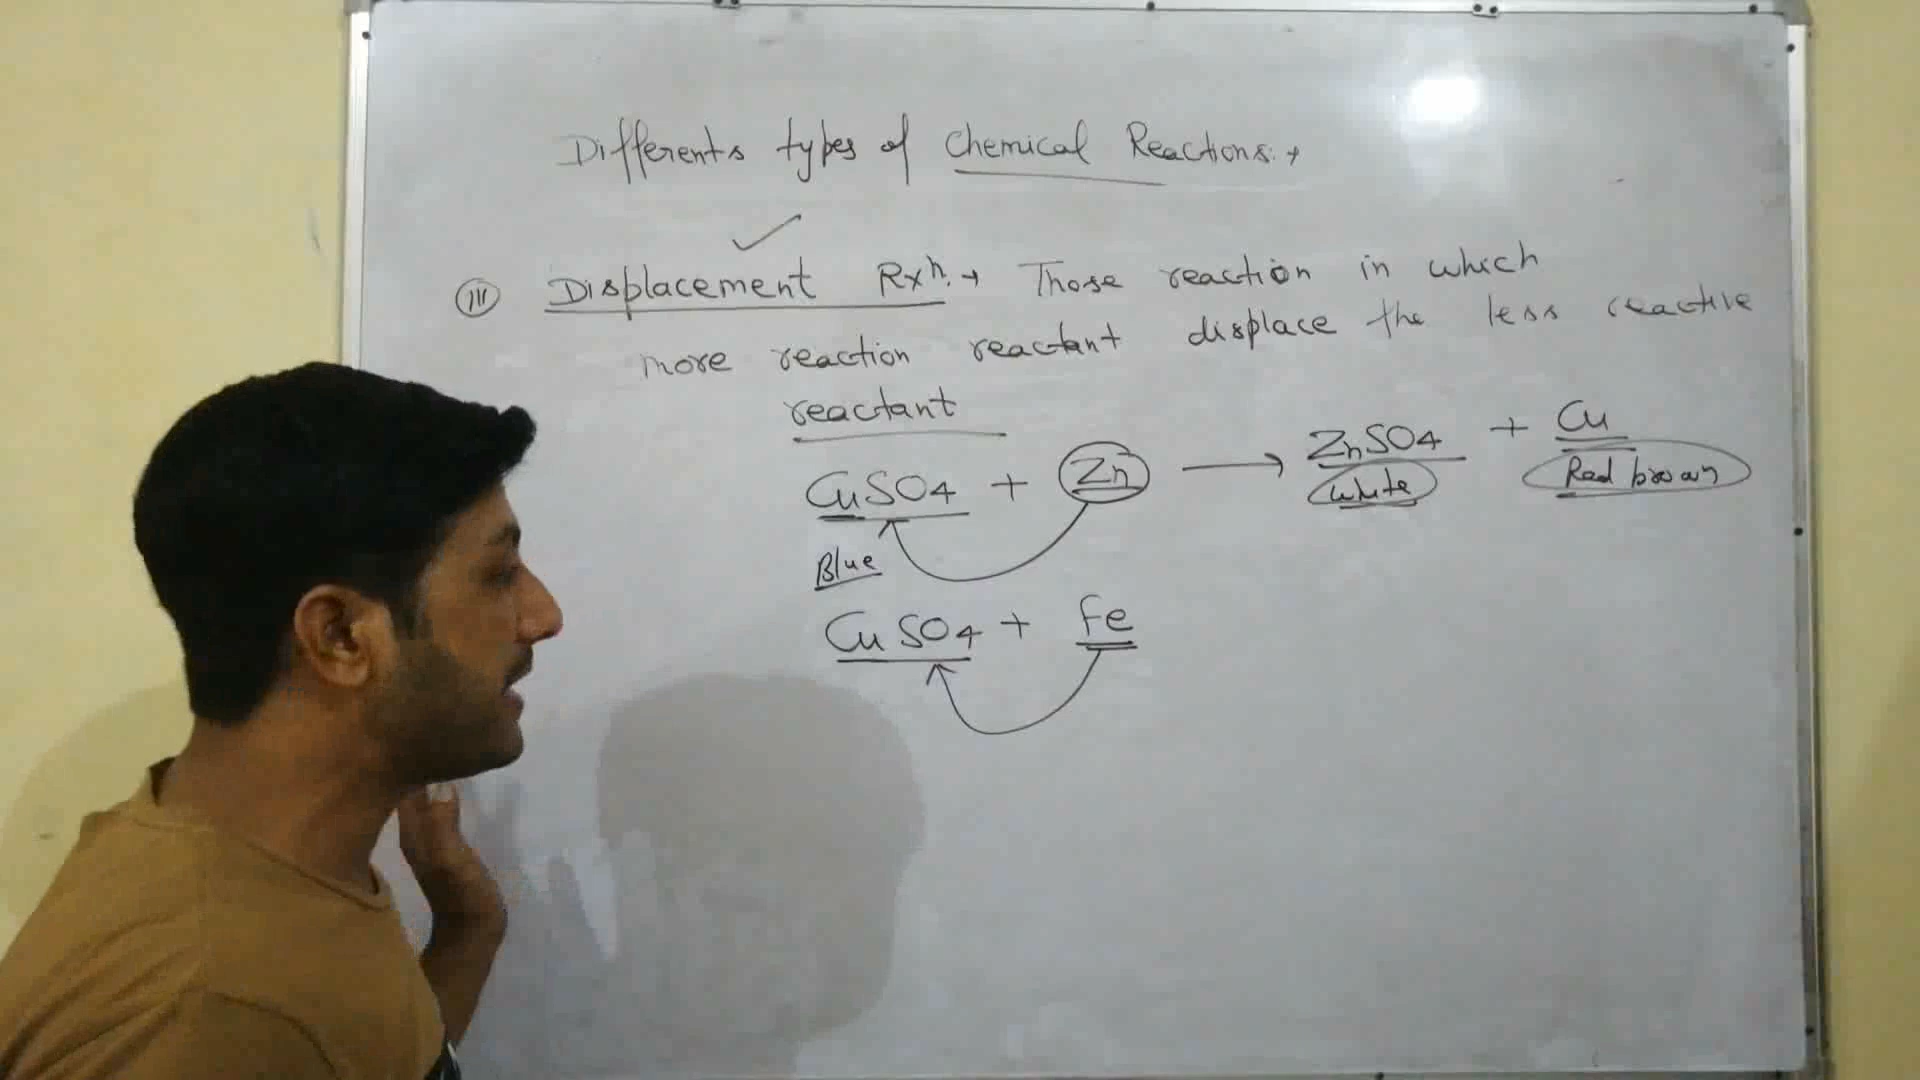 Differents types of Chemical Reactions:→
(III) Displacement Rxn.→ Those reaction in which
more reaction reactant displace the less reactive
reactant
CuSO4 + Zn → ZnSO4 + Cu
Blue white Red brown
CuSO4 + Fe